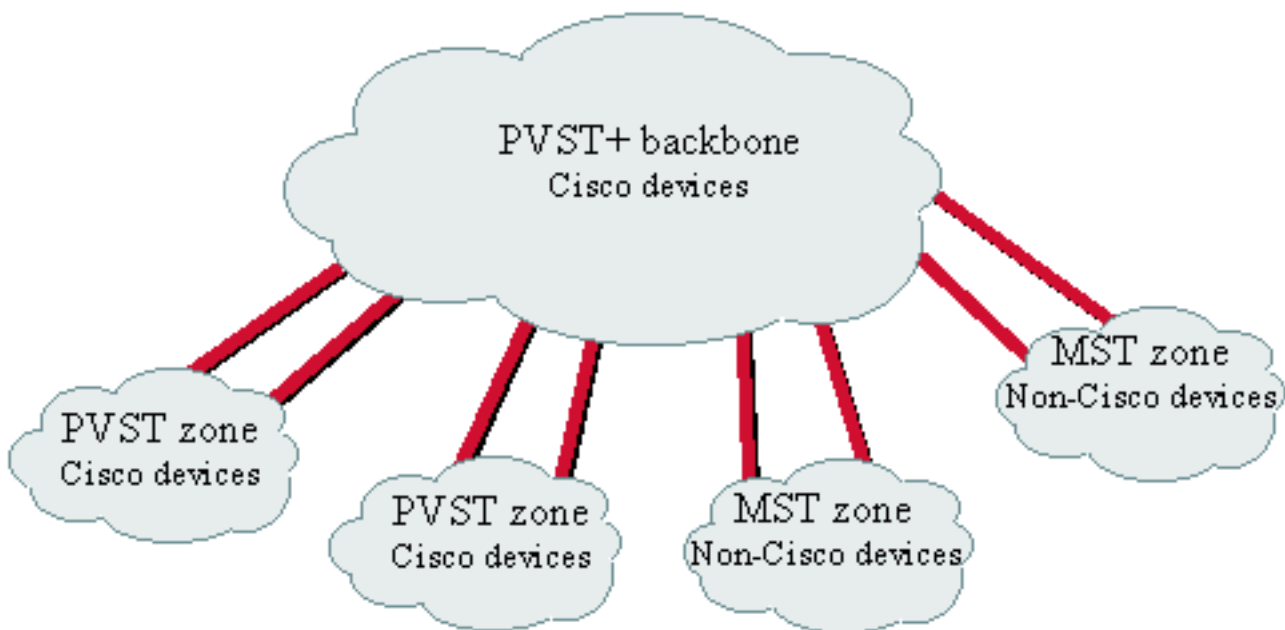 PVST+ backbone
Cisco devices
PVST zone
Cisco devices
PVST zone
Cisco devices
MST zone
Non-Cisco devices
MST zone
Non-Cisco devices